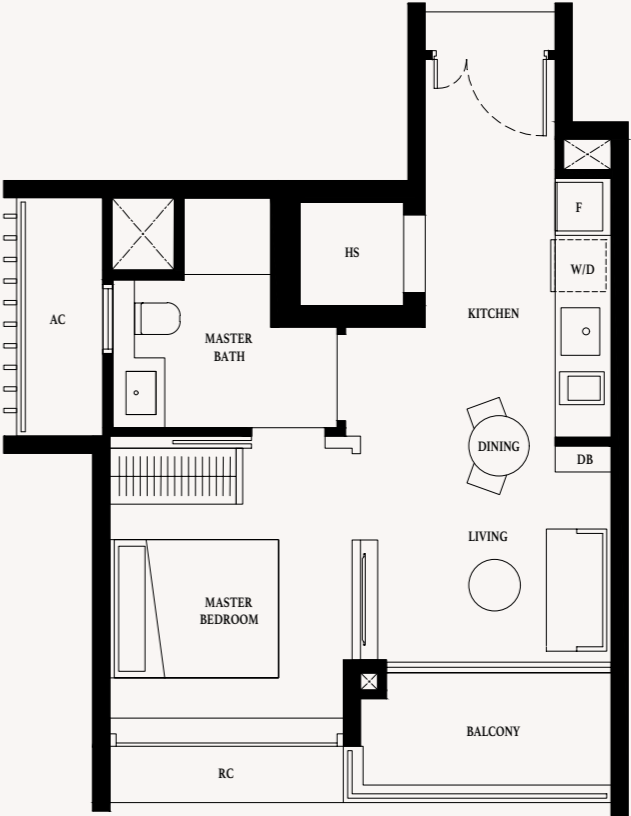 F
HS
W/D
AC
KITCHEN
MASTER
BATH
DINING
DB
LIVING
MASTER
BEDROOM
BALCONY
RC